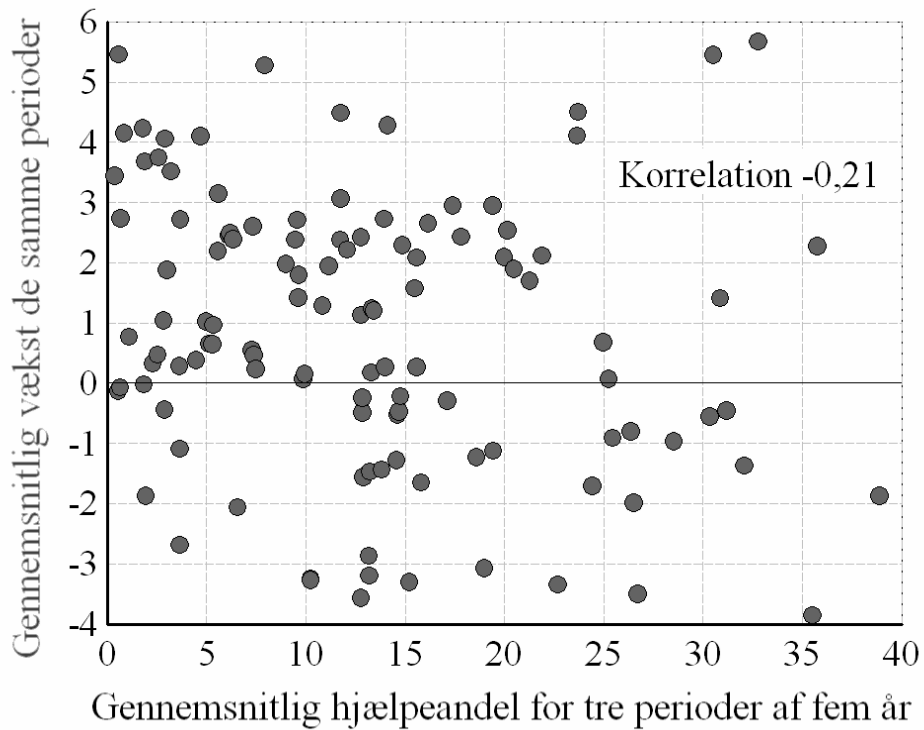 Gennemsnitlig vækst de samme perioder
6
5
4
3
2
1
0
-1
-2
-3
-4
Korrelation -0,21
0 5 10 15 20 25 30 35 40
Gennemsnitlig hjælpeandel for tre perioder af fem år